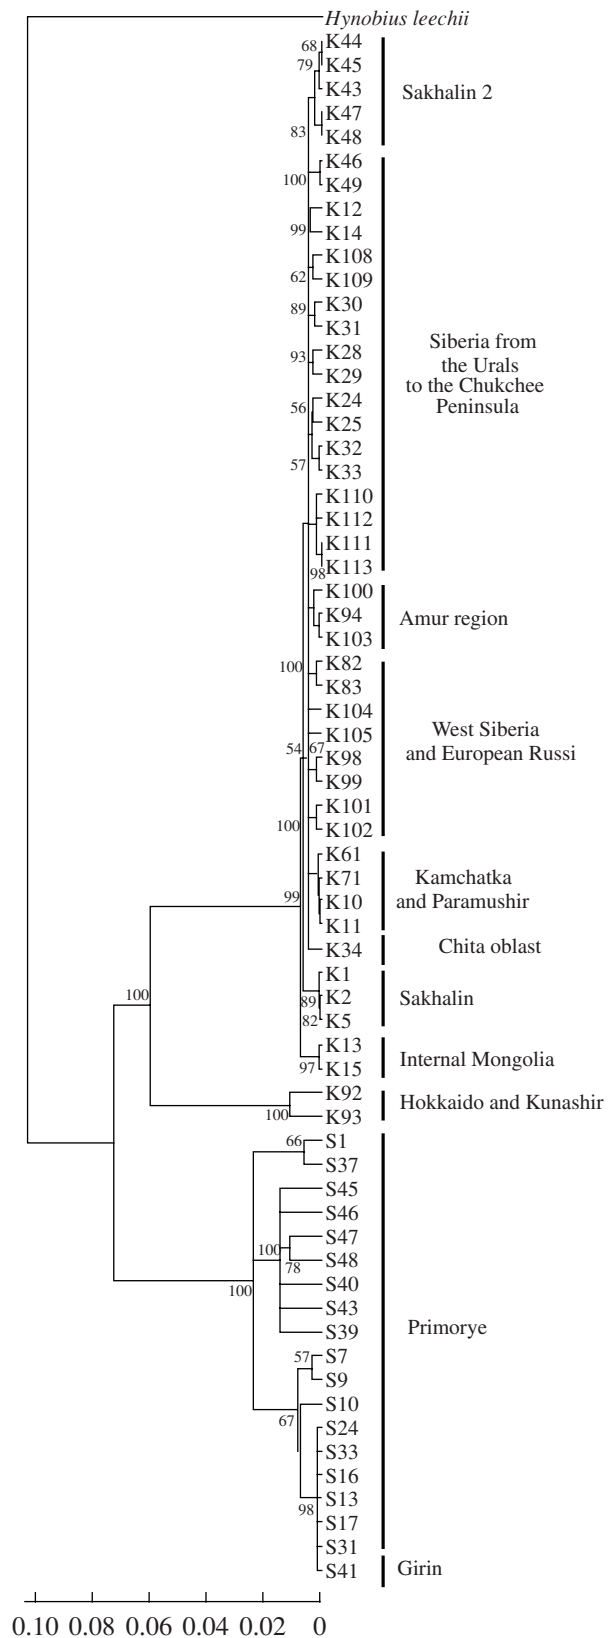 Hynobius leechii
68 K44
79 K45
K43
Sakhalin 2
K47
83 K48
K46
100 K49
K12
99 K14
K108
62 K109
89 K30
K31
93 K28
K29
Siberia from
the Urals
to the Chukchee
Peninsula
56 K24
K25
K32
57 K33
K110
K112
K111
98 K113
K100
K94
K103
Amur region
100 K82
K83
K104
K105
54 67 K98
K99
West Siberia
and European Russi
K101
100 K102
K61
K71
99 K10
K11
Kamchatka
and Paramushir
K34
Chita oblast
K1
89 K2
82 K5
Sakhalin
100 K13
97 K15
Internal Mongolia
K92
100 K93
Hokkaido and Kunashir
66 S1
S37
S45
S46
S47
100 S48
78
100 S40
S43
S39
Primorye
57 S7
S9
S10
67 S24
S33
S16
S13
98 S17
S31
S41
Girin
0.10 0.08 0.06 0.04 0.02 0